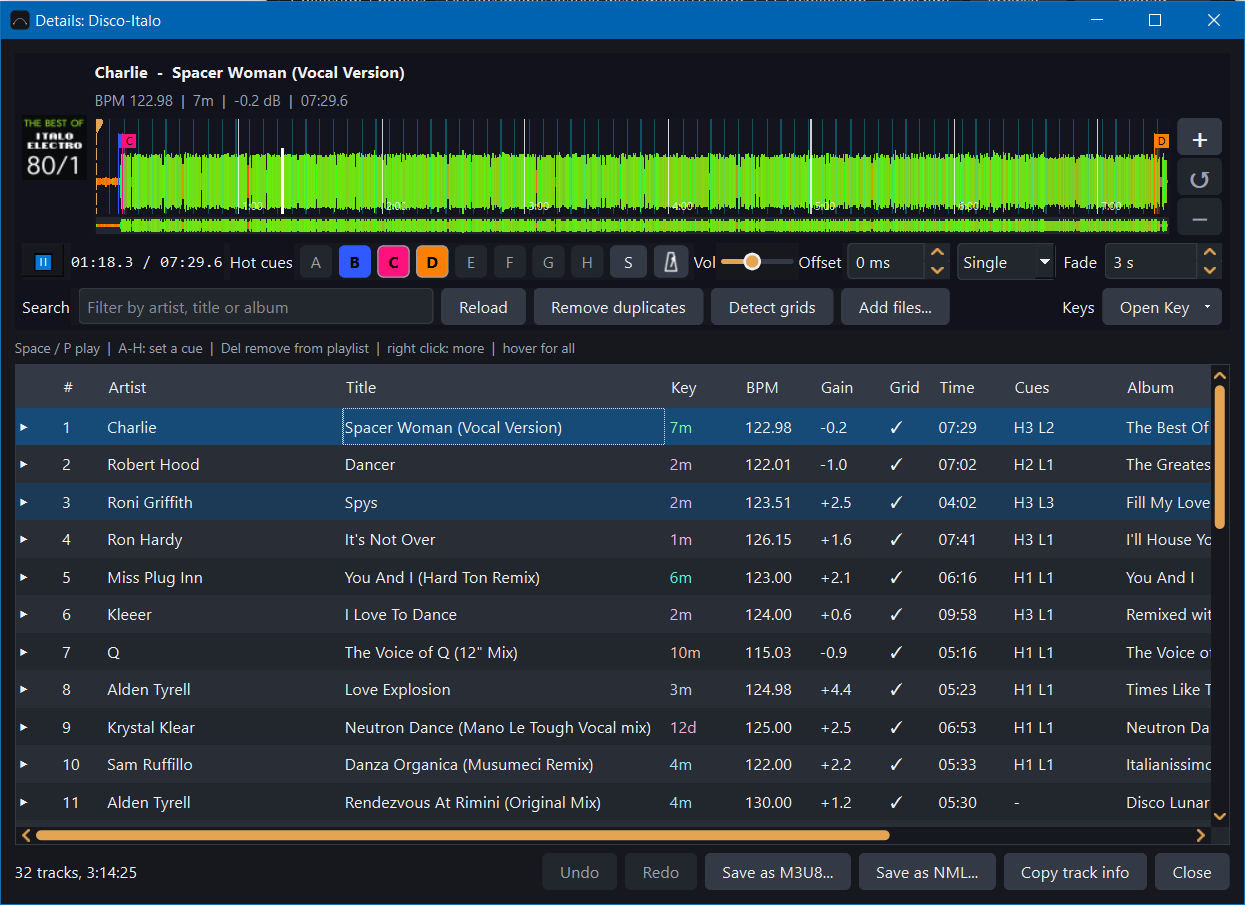 Details: Disco-Italo
Charlie - Spacer Woman (Vocal Version)
BPM 122.98 | 7m | -0.2 dB | 07:29.6
THE BEST OF
ITALO
ELECTRO
80/1
C D
1:00 2:00 3:00 4:00 5:00 6:00 7:00
01:18.3 / 07:29.6 Hot cues A B C D E F G H S Vol Offset 0 ms Single Fade 3 s
Search Filter by artist, title or album Reload Remove duplicates Detect grids Add files... Keys Open Key
Space / P play | A-H: set a cue | Del remove from playlist | right click: more | hover for all
# Artist Title Key BPM Gain Grid Time Cues Album
1 Charlie Spacer Woman (Vocal Version) 7m 122.98 -0.2 ✓ 07:29 H3 L2 The Best Of
2 Robert Hood Dancer 2m 122.01 -1.0 ✓ 07:02 H2 L1 The Greates
3 Roni Griffith Spys 2m 123.51 +2.5 ✓ 04:02 H3 L3 Fill My Love
4 Ron Hardy It's Not Over 1m 126.15 +1.6 ✓ 07:41 H3 L1 I'll House Yo
5 Miss Plug Inn You And I (Hard Ton Remix) 6m 123.00 +2.1 ✓ 06:16 H1 L1 You And I
6 Kleeer I Love To Dance 2m 124.00 +0.6 ✓ 09:58 H3 L1 Remixed wit
7 Q The Voice of Q (12" Mix) 10m 115.03 -0.9 ✓ 05:16 H1 L1 The Voice of
8 Alden Tyrell Love Explosion 3m 124.98 +4.4 ✓ 05:23 H1 L1 Times Like T
9 Krystal Klear Neutron Dance (Mano Le Tough Vocal mix) 12d 125.00 +2.5 ✓ 06:53 H1 L1 Neutron Da
10 Sam Ruffillo Danza Organica (Musumeci Remix) 4m 122.00 +2.2 ✓ 05:33 H1 L1 Italianissimo
11 Alden Tyrell Rendezvous At Rimini (Original Mix) 4m 130.00 +1.2 ✓ 05:30 - Disco Lunar
32 tracks, 3:14:25 Undo Redo Save as M3U8... Save as NML... Copy track info Close